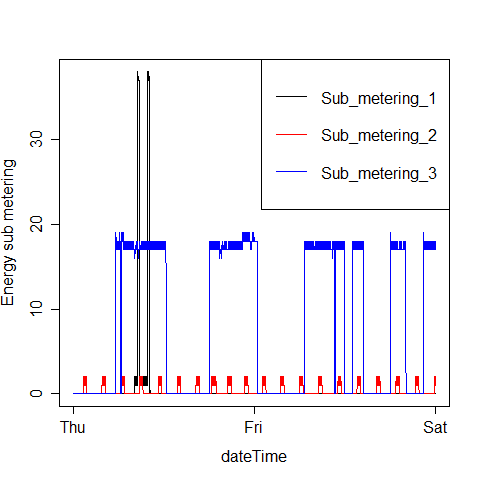 Sub_metering_1
Sub_metering_2
Sub_metering_3
Energy sub metering
30
20
10
0
Thu
Fri
Sat
dateTime